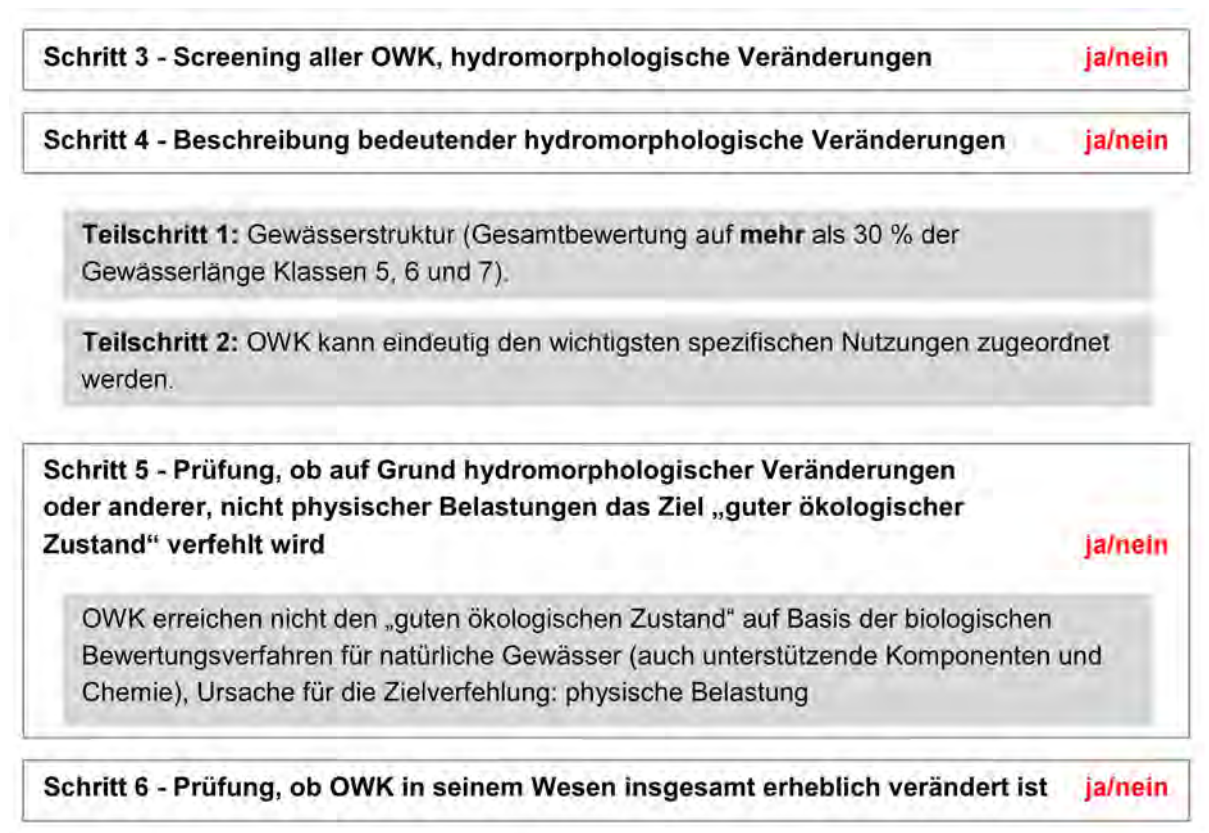 Schritt 3 - Screening aller OWK, hydromorphologische Veränderungen ja/nein
Schritt 4 - Beschreibung bedeutender hydromorphologische Veränderungen ja/nein
Teilschritt 1: Gewässerstruktur (Gesamtbewertung auf mehr als 30 % der
Gewässerlänge Klassen 5, 6 und 7).
Teilschritt 2: OWK kann eindeutig den wichtigsten spezifischen Nutzungen zugeordnet
werden.
Schritt 5 - Prüfung, ob auf Grund hydromorphologischer Veränderungen
oder anderer, nicht physischer Belastungen das Ziel „guter ökologischer
Zustand“ verfehlt wird ja/nein
OWK erreichen nicht den „guten ökologischen Zustand“ auf Basis der biologischen
Bewertungsverfahren für natürliche Gewässer (auch unterstützende Komponenten und
Chemie), Ursache für die Zielverfehlung: physische Belastung
Schritt 6 - Prüfung, ob OWK in seinem Wesen insgesamt erheblich verändert ist ja/nein